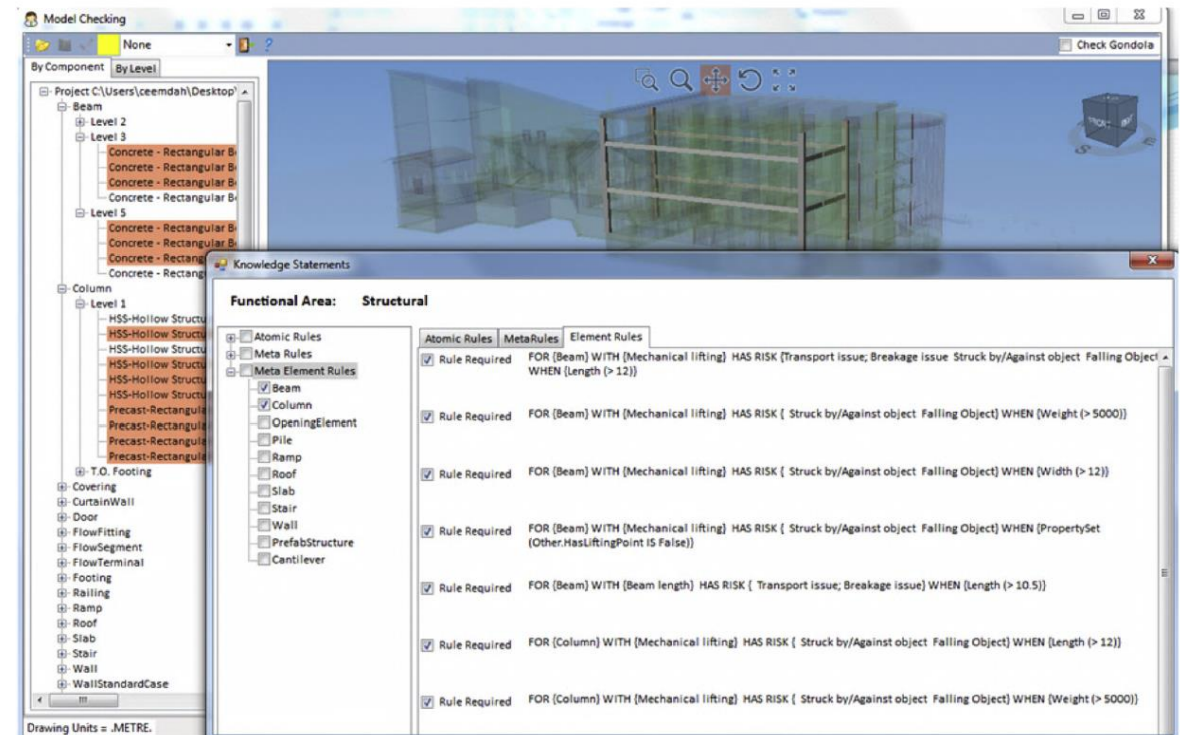 Model Checking
None
?
Check Gondola
By Component By Level
Project C:\Users\ceemdah\Desktop\
Beam
Level 2
Level 3
Concrete - Rectangular B
Concrete - Rectangular B
Concrete - Rectangular B
Concrete - Rectangular B
Level 5
Concrete - Rectangular B
Concrete - Rectangular B
Concrete - Rectang
Concrete - Rectang
Column
Level 1
HSS-Hollow Structu
HSS-Hollow Structu
HSS-Hollow Structu
HSS-Hollow Structu
HSS-Hollow Structu
HSS-Hollow Structu
Precast-Rectangula
Precast-Rectangula
Precast-Rectangula
Precast-Rectangula
T.O. Footing
Covering
CurtainWall
Door
FlowFitting
FlowSegment
FlowTerminal
Footing
Railing
Ramp
Roof
Slab
Stair
Wall
WallStandardCase
Drawing Units = .METRE.
FRONT
S
E
Knowledge Statements
Functional Area: Structural
Atomic Rules
Meta Rules
Meta Element Rules
Beam
Column
OpeningElement
Pile
Ramp
Roof
Slab
Stair
Wall
PrefabStructure
Cantilever
Atomic Rules MetaRules Element Rules
Rule Required FOR {Beam} WITH {Mechanical lifting} HAS RISK {Transport issue; Breakage issue Struck by/Against object Falling Object
WHEN {Length (> 12)}
Rule Required FOR {Beam} WITH {Mechanical lifting} HAS RISK { Struck by/Against object Falling Object} WHEN {Weight (> 5000)}
Rule Required FOR {Beam} WITH {Mechanical lifting} HAS RISK { Struck by/Against object Falling Object} WHEN {Width (> 12)}
Rule Required FOR {Beam} WITH {Mechanical lifting} HAS RISK { Struck by/Against object Falling Object} WHEN {PropertySet
(Other.HasLiftingPoint IS False)}
Rule Required FOR {Beam} WITH {Beam length} HAS RISK { Transport issue; Breakage issue} WHEN {Length (> 10.5)}
Rule Required FOR {Column} WITH {Mechanical lifting} HAS RISK { Struck by/Against object Falling Object} WHEN {Length (> 12)}
Rule Required FOR {Column} WITH {Mechanical lifting} HAS RISK { Struck by/Against object Falling Object} WHEN {Weight (> 5000)}